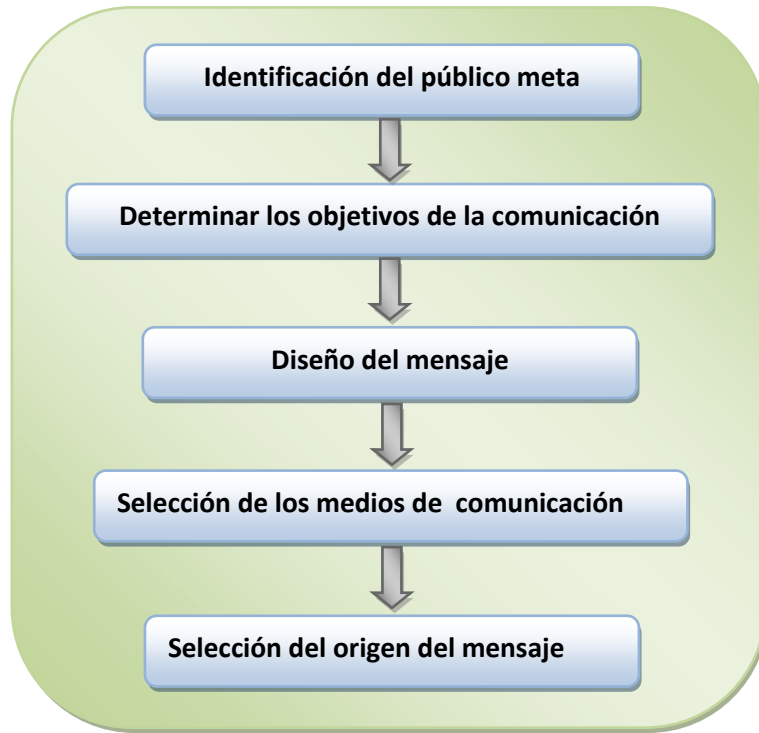 Identificación del público meta
Determinar los objetivos de la comunicación
Diseño del mensaje
Selección de los medios de comunicación
Selección del origen del mensaje